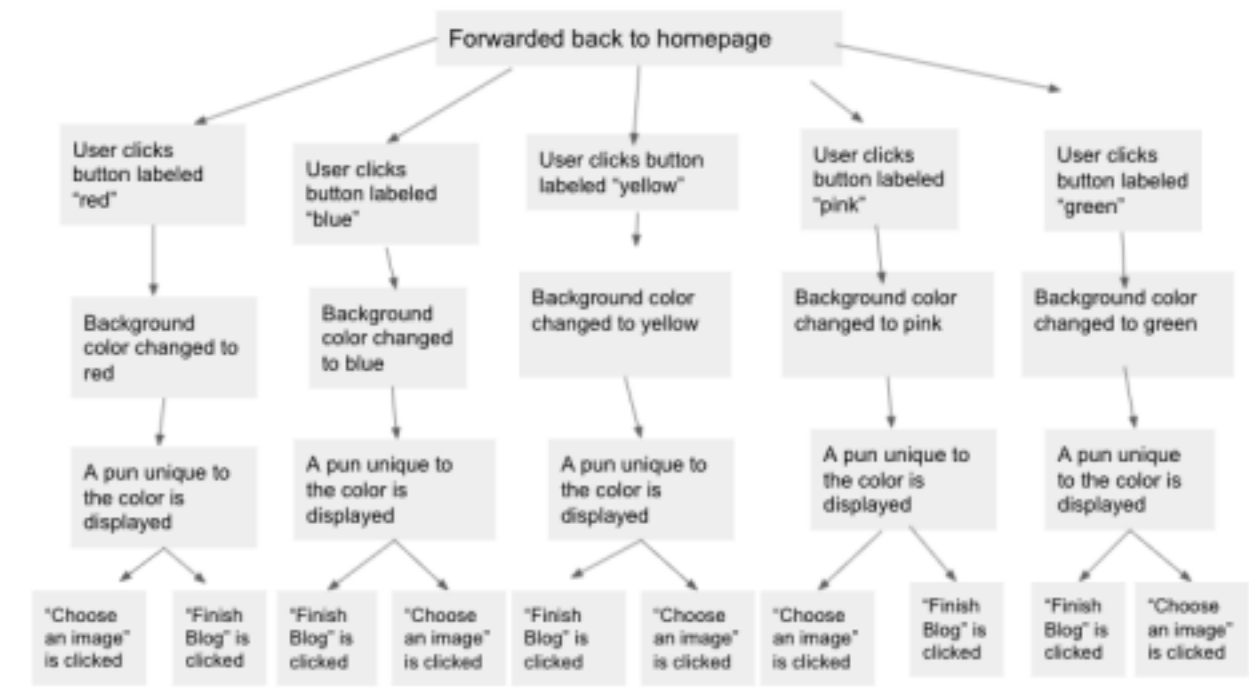 Forwarded back to homepage
User clicks
button labeled
“red”
User clicks
button labeled
“blue”
User clicks button
labeled “yellow”
User clicks
button labeled
“pink”
User clicks
button labeled
“green”
Background
color changed to
red
Background
color changed
to blue
Background color
changed to yellow
Background color
changed to pink
Background color
changed to green
A pun unique to
the color is
displayed
A pun unique to
the color is
displayed
A pun unique to
the color is
displayed
A pun unique to
the color is
displayed
A pun unique
to the color is
displayed
“Choose
an image”
is clicked
“Finish
Blog” is
clicked
“Finish
Blog” is
clicked
“Choose
an image”
is clicked
“Finish
Blog” is
clicked
“Choose
an image”
is clicked
“Choose
an image”
is clicked
“Finish
Blog” is
clicked
“Finish
Blog” is
clicked
“Choose
an image”
is clicked